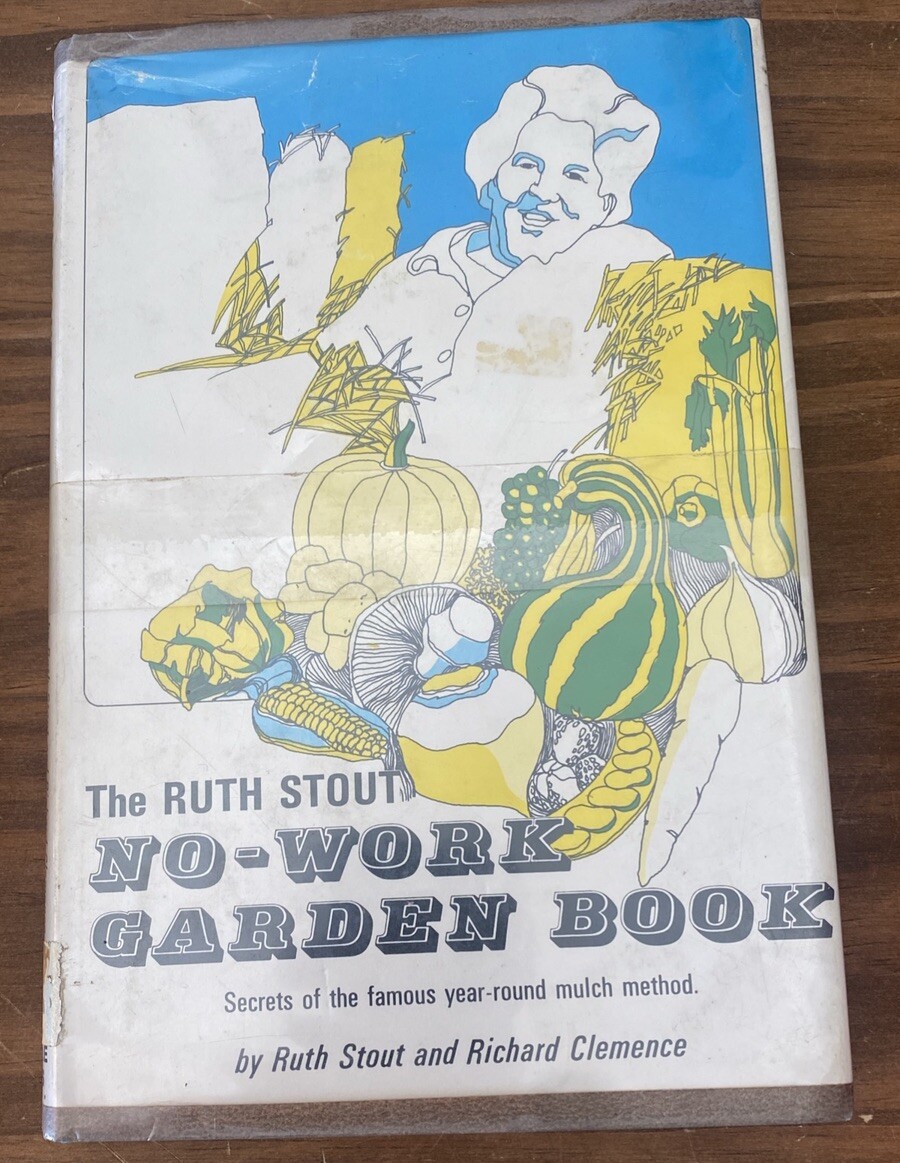 The RUTH STOUT
NO-WORK
GARDEN BOOK
Secrets of the famous year-round mulch method.
by Ruth Stout and Richard Clemence
E